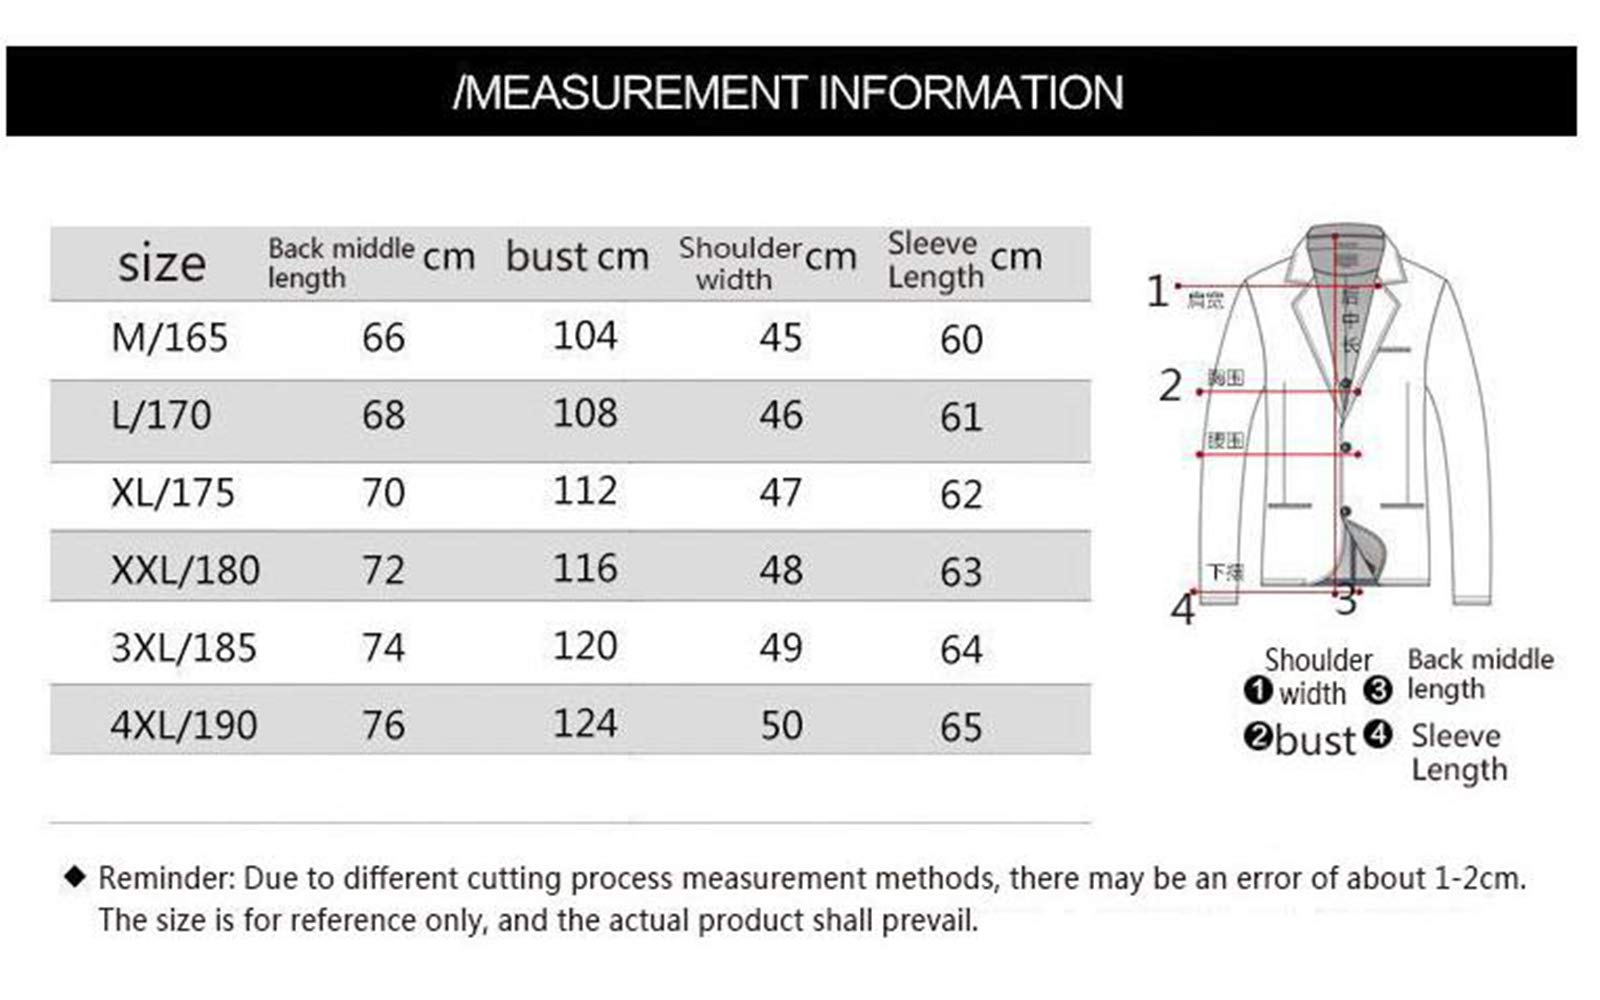 /MEASUREMENT INFORMATION
size Back middle length cm bust cm Shoulder width cm Sleeve Length cm
M/165 66 104 45 60
L/170 68 108 46 61
XL/175 70 112 47 62
XXL/180 72 116 48 63
3XL/185 74 120 49 64
4XL/190 76 124 50 65
1 肩宽
后中长
2 胸围
腰围
下摆
4 3
Shoulder
❶ width
❸ Back middle
length
❷ bust
❹ Sleeve
Length
◆ Reminder: Due to different cutting process measurement methods, there may be an error of about 1-2cm.
The size is for reference only, and the actual product shall prevail.